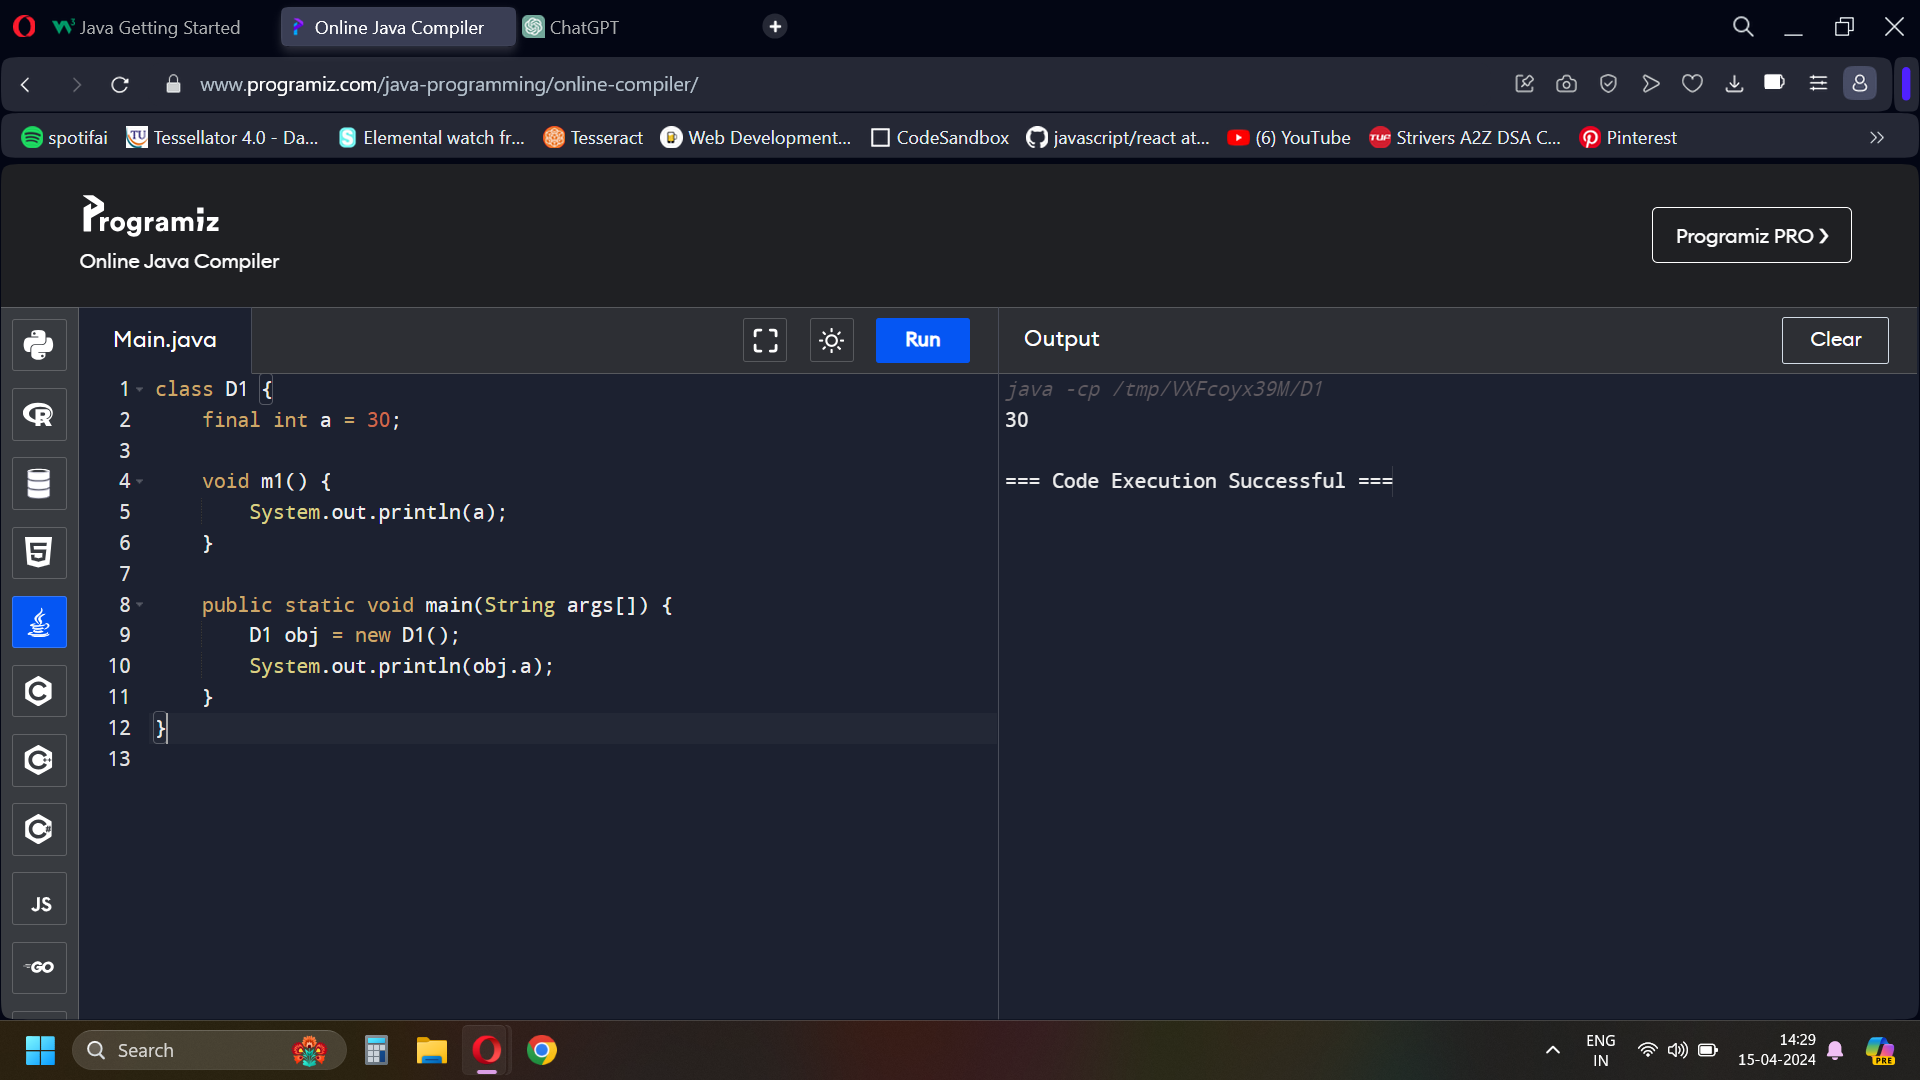 Java Getting Started
Online Java Compiler
ChatGPT
www.programiz.com/java-programming/online-compiler/
spotifai
TU
Tessellator 4.0 - Da...
Elemental watch fr...
Tesseract
Web Development...
CodeSandbox
javascript/react at...
(6) YouTube
TUF
Strivers A2Z DSA C...
Pinterest
Programiz
Online Java Compiler
Programiz PRO
Main.java
Run
Output
Clear
1 class D1 {
2 final int a = 30;
3
4 void m1() {
5 System.out.println(a);
6 }
7
8 public static void main(String args[]) {
9 D1 obj = new D1();
10 System.out.println(obj.a);
11 }
12 }
13
java -cp /tmp/VXFcoyx39M/D1
30
=== Code Execution Successful ===
R
5
C
C+
C#
JS
GO
Search
ENG
IN
14:29
15-04-2024
PRE